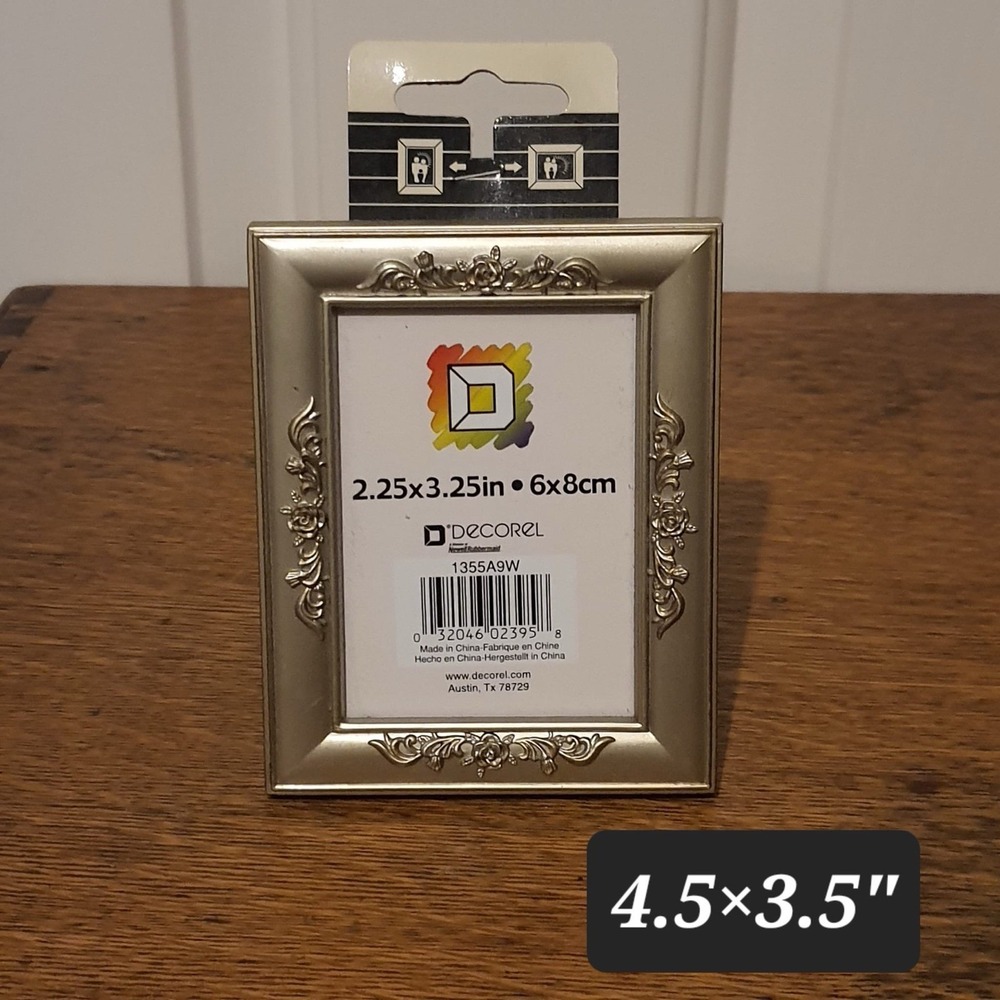 2.25x3.25in • 6x8cm
DECOREL
1355A9W
0 32046 02395 8
Made in China-Fabrique en Chine
Hecho en China-Hergestellt in China
www.decorel.com
Austin, Tx 78729
4.5×3.5"